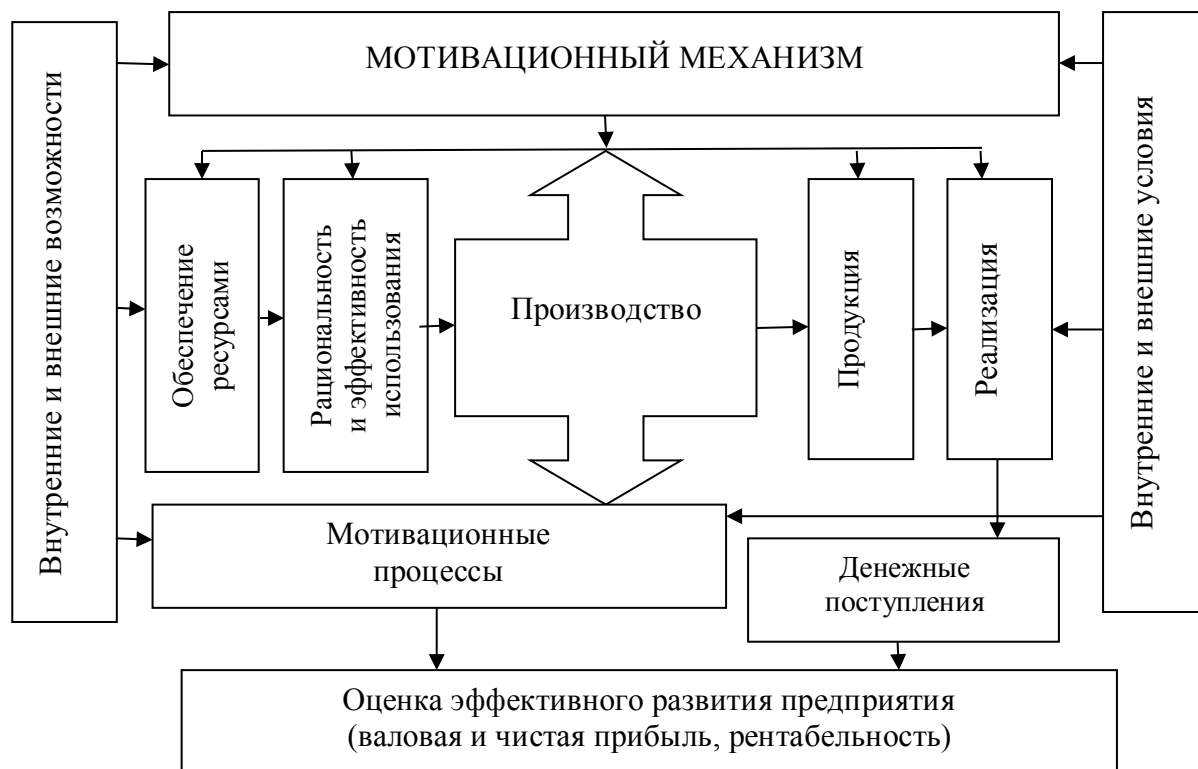 МОТИВАЦИОННЫЙ МЕХАНИЗМ
Внутренние и внешние возможности
Обеспечение
ресурсами
Рациональность
и эффективность
использования
Производство
Продукция
Реализация
Внутренние и внешние условия
Мотивационные
процессы
Денежные
поступления
Оценка эффективного развития предприятия
(валовая и чистая прибыль, рентабельность)